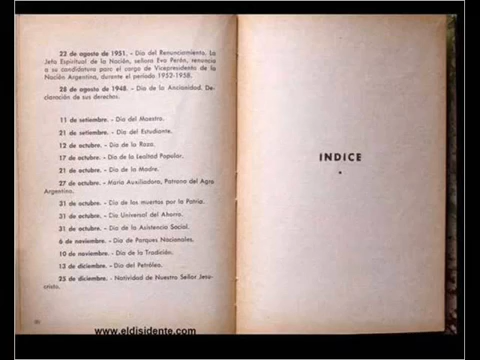 22 de agosto de 1951. - Día del Renunciamiento. La
Jefa Espiritual de la Nación, señora Eva Perón, renuncia
a su candidatura para el cargo de Vicepresidente de la
Nación Argentina, durante el período 1952-1958.
28 de agosto de 1948. - Día de la Ancianidad. De-
claración de sus derechos.
11 de setiembre. - Día del Maestro.
21 de setiembre. - Día del Estudiante.
12 de octubre. - Día de la Raza.
17 de octubre. - Día de la Lealtad Popular.
21 de octubre. - Día de la Madre.
27 de octubre. - María Auxiliadora, Patrona del Agro
Argentino.
31 de octubre. - Día de los muertos por la Patria.
31 de octubre. - Día Universal del Ahorro.
31 de octubre. - Día de la Asistencia Social.
6 de noviembre. - Día de Parques Nacionales.
10 de noviembre. - Día de la Tradición.
13 de diciembre. - Día del Petróleo.
25 de diciembre. - Natividad de Nuestro Señor Jesu-
cristo.
INDICE
www.eldisidente.com